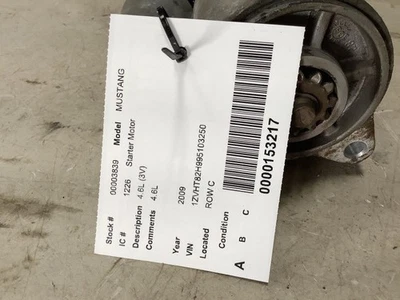 Stock # 00003839 Model MUSTANG
IC # 1226 Starter Motor
Description 4.6L (3V)
Comments 4.6L
Year 2009
VIN 1ZVHT82H995103250
Located ROW C
Condition
A B C
0000153217